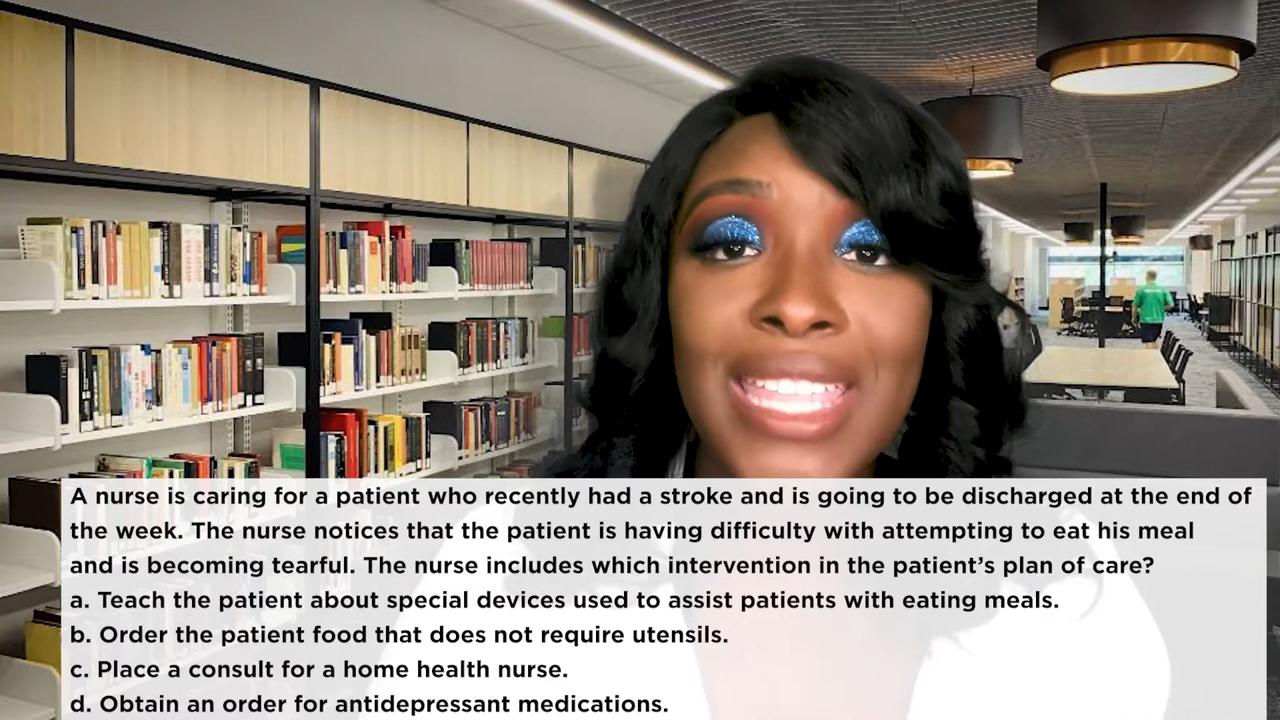 A nurse is caring for a patient who recently had a stroke and is going to be discharged at the end of
the week. The nurse notices that the patient is having difficulty with attempting to eat his meal
and is becoming tearful. The nurse includes which intervention in the patient’s plan of care?
a. Teach the patient about special devices used to assist patients with eating meals.
b. Order the patient food that does not require utensils.
c. Place a consult for a home health nurse.
d. Obtain an order for antidepressant medications.